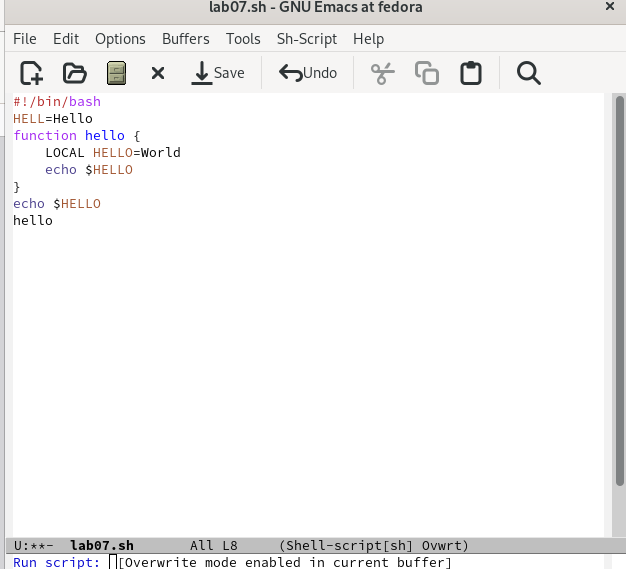 lab07.sh - GNU Emacs at fedora
File Edit Options Buffers Tools Sh-Script Help
Save Undo
#!/bin/bash
HELL=Hello
function hello {
    LOCAL HELLO=World
    echo $HELLO
}
echo $HELLO
hello
U:**-  lab07.sh       All L8     (Shell-script[sh] Ovwrt)
Run script: [Overwrite mode enabled in current buffer]